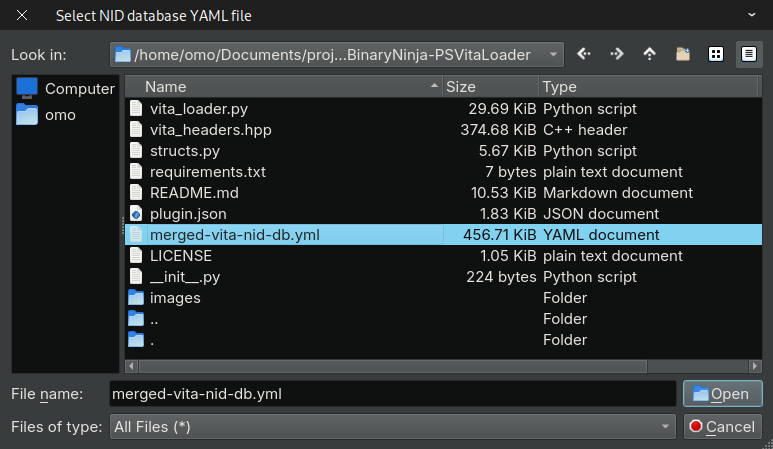 Select NID database YAML file
Look in: /home/omo/Documents/proj...BinaryNinja-PSVitaLoader
Computer
omo
Name Size Type
vita_loader.py 29.69 KiB Python script
vita_headers.hpp 374.68 KiB C++ header
structs.py 5.67 KiB Python script
requirements.txt 7 bytes plain text document
README.md 10.53 KiB Markdown document
plugin.json 1.83 KiB JSON document
merged-vita-nid-db.yml 456.71 KiB YAML document
LICENSE 1.05 KiB plain text document
__init__.py 224 bytes Python script
images Folder
.. Folder
. Folder
File name: merged-vita-nid-db.yml Open
Files of type: All Files (*) Cancel